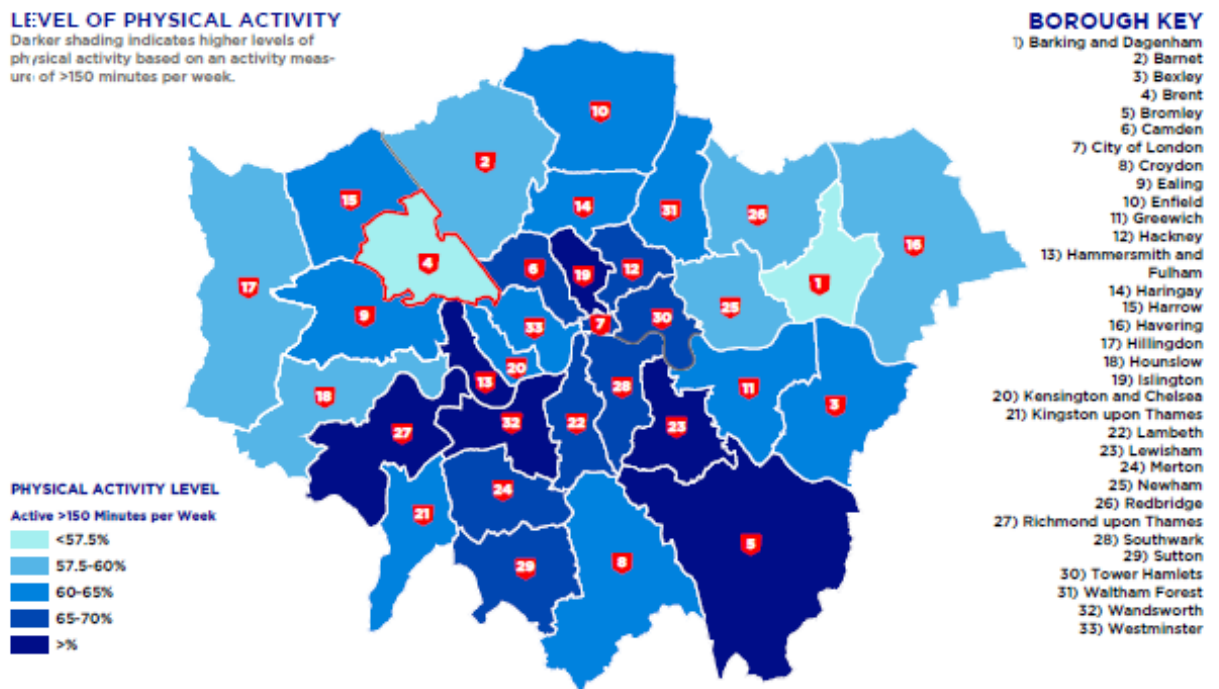 LEVEL OF PHYSICAL ACTIVITY
Darker shading indicates higher levels of
physical activity based on an activity meas-
ure of >150 minutes per week.
BOROUGH KEY
1) Barking and Dagenham
2) Barnet
3) Bexley
4) Brent
5) Bromley
6) Camden
7) City of London
8) Croydon
9) Ealing
10) Enfield
11) Greewich
12) Hackney
13) Hammersmith and
Fulham
14) Haringay
15) Harrow
16) Havering
17) Hillingdon
18) Hounslow
19) Islington
20) Kensington and Chelsea
21) Kingston upon Thames
22) Lambeth
23) Lewisham
24) Merton
25) Newham
26) Redbridge
27) Richmond upon Thames
28) Southwark
29) Sutton
30) Tower Hamlets
31) Waltham Forest
32) Wandsworth
33) Westminster
10
2
15
14
31
26
16
4
6
19
12
1
17
9
33
7
30
25
20
18
13
28
11
3
27
32
22
23
24
21
5
29
8
PHYSICAL ACTIVITY LEVEL
Active >150 Minutes per Week
<57.5%
57.5-60%
60-65%
65-70%
>%